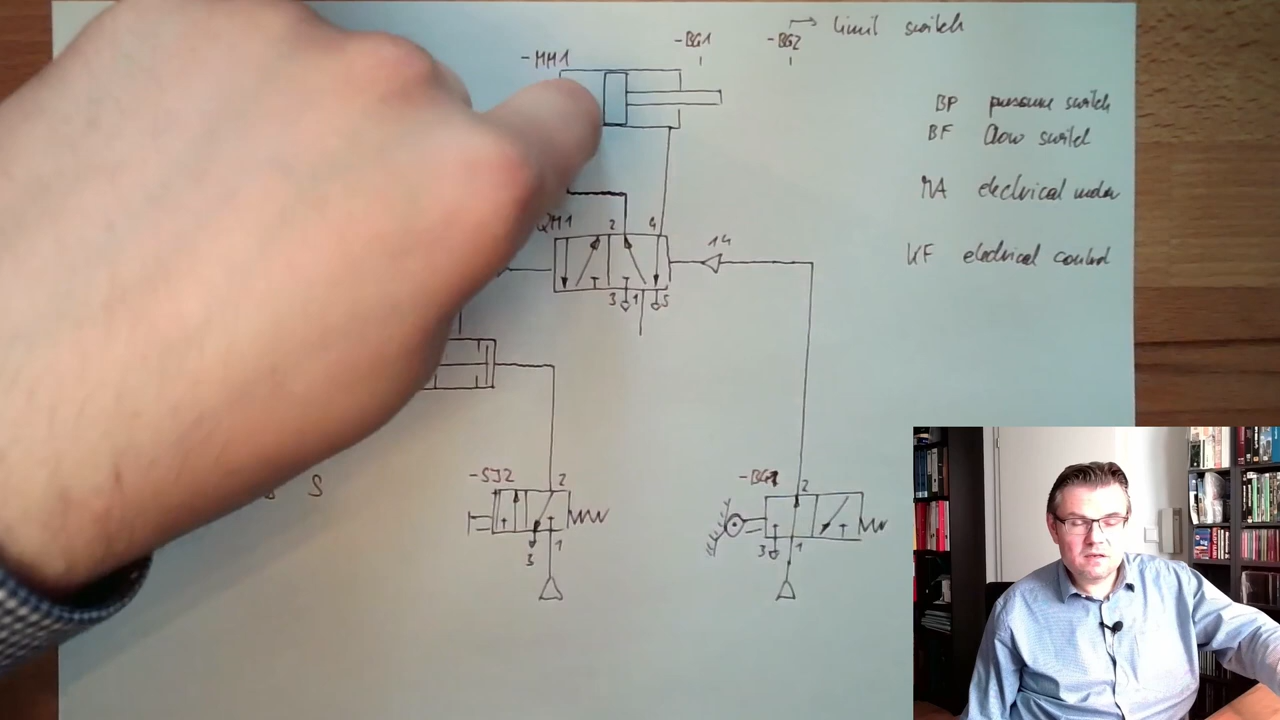 -BG2 limit switch
-BG1
-MM1
BP pressure switch
BF flow switch
MA electrical motor
KF electrical control
QM1 2 4
14
3 1 5
S
-SJ2 2
3 1
2
3 1